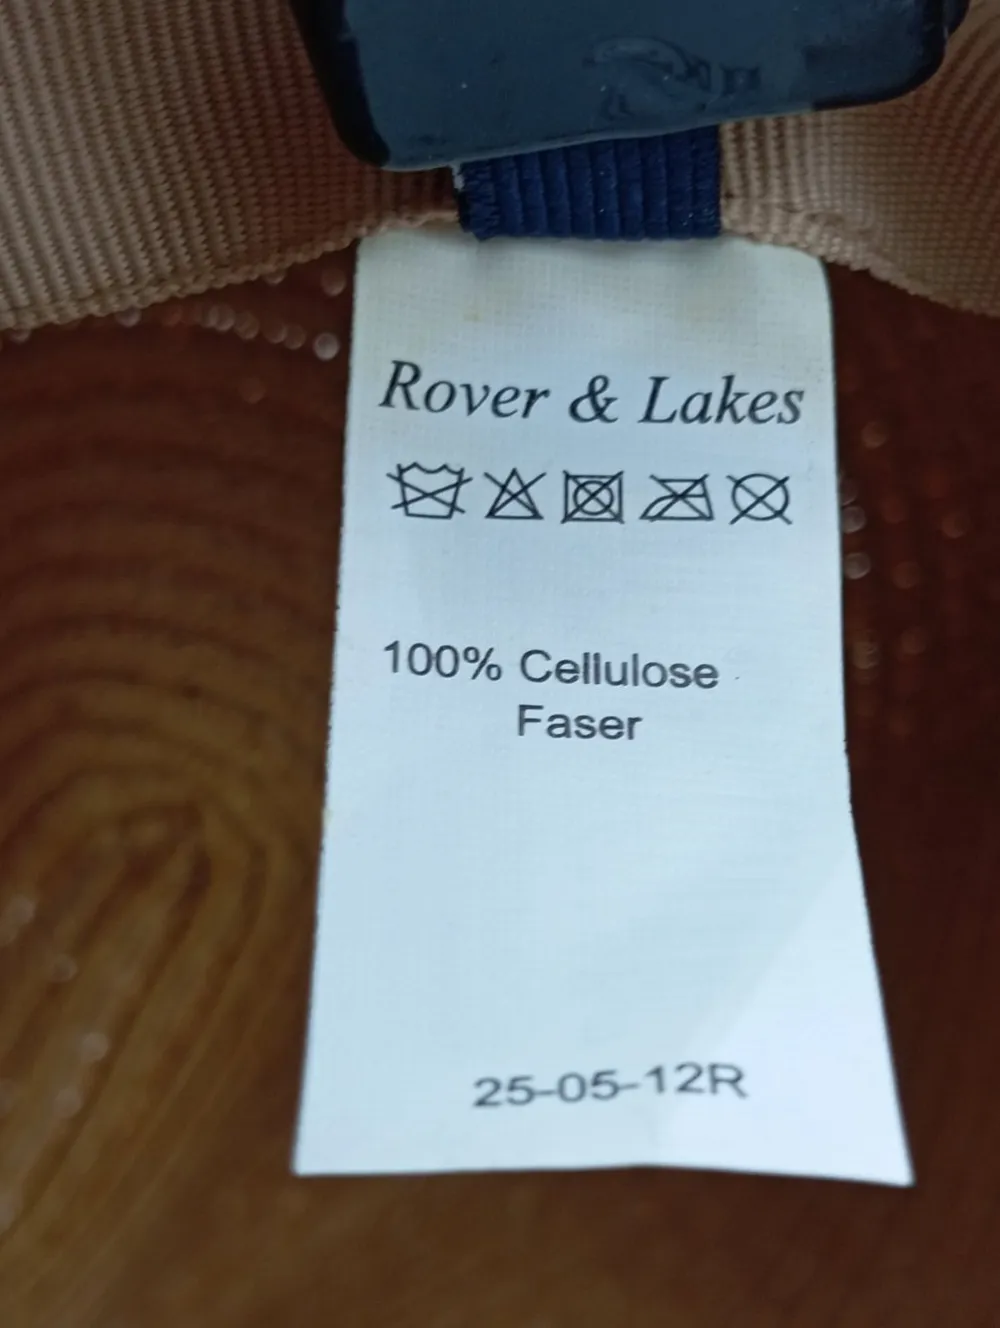 Rover & Lakes
100% Cellulose
Faser
25-05-12R